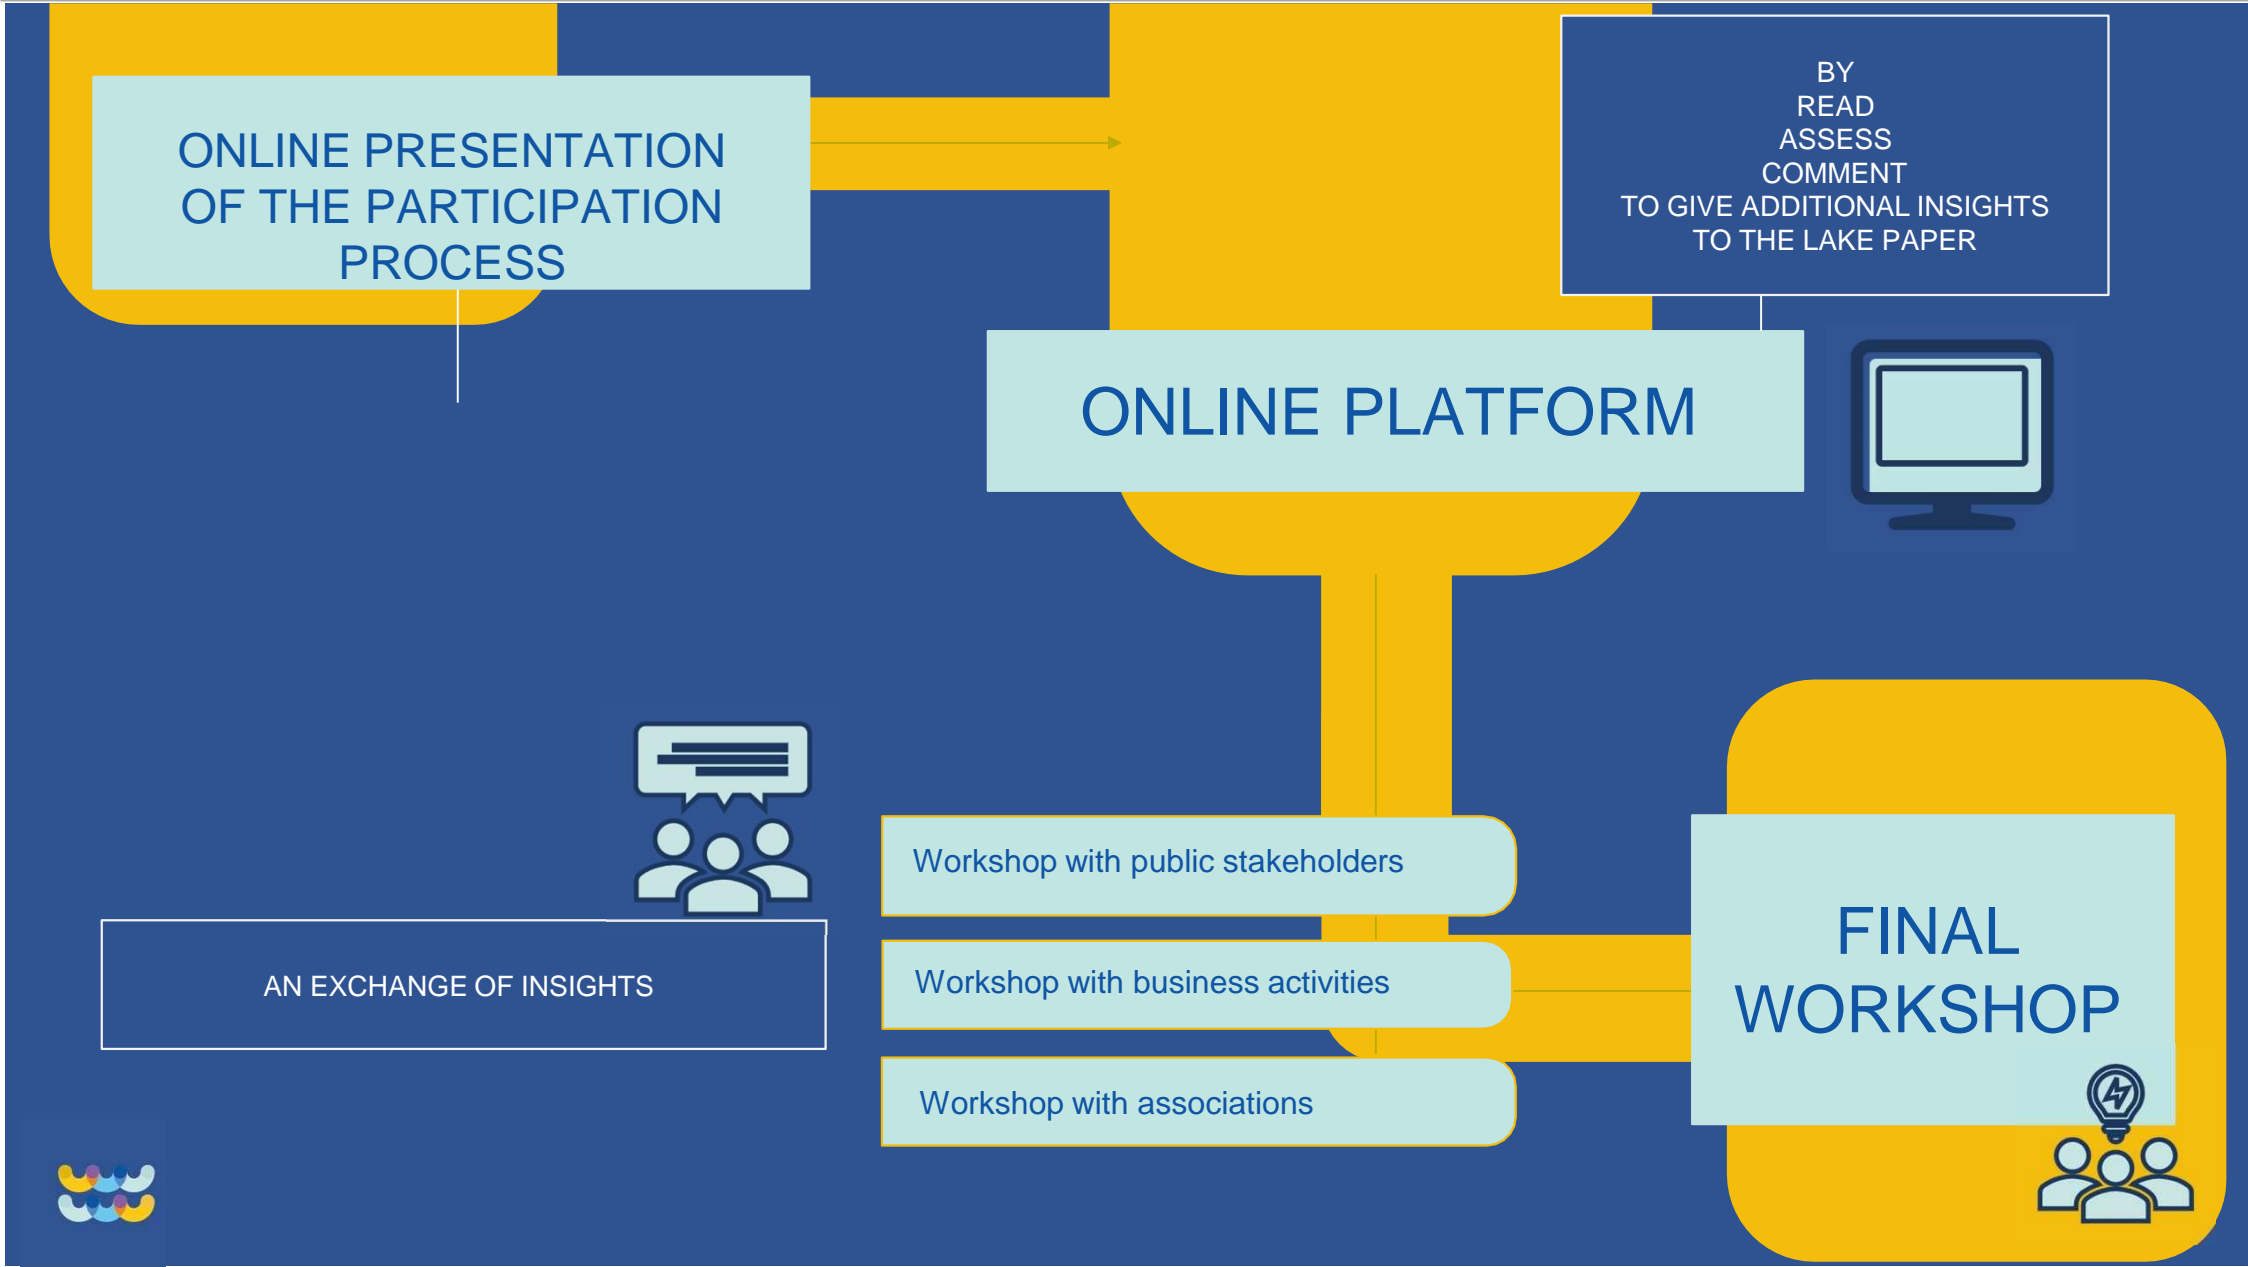 ONLINE PRESENTATION
OF THE PARTICIPATION
PROCESS
BY
READ
ASSESS
COMMENT
TO GIVE ADDITIONAL INSIGHTS
TO THE LAKE PAPER
ONLINE PLATFORM
AN EXCHANGE OF INSIGHTS
Workshop with public stakeholders
Workshop with business activities
Workshop with associations
FINAL
WORKSHOP